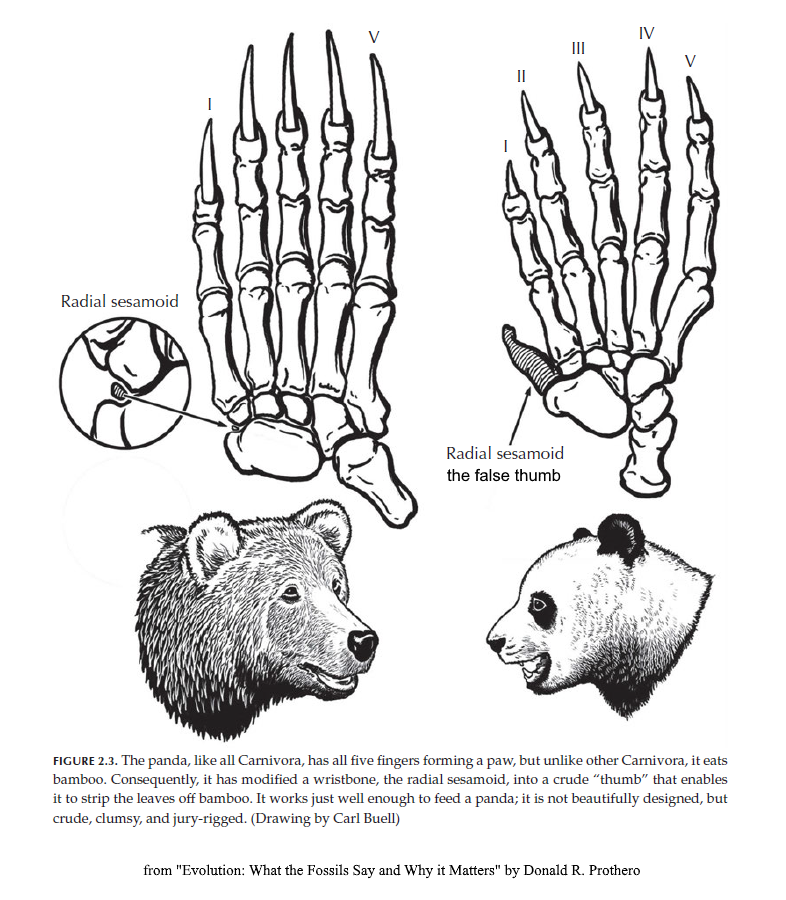 I
V
I
II
III
IV
V
Radial sesamoid
Radial sesamoid
the false thumb
FIGURE 2.3. The panda, like all Carnivora, has all five fingers forming a paw, but unlike other Carnivora, it eats
bamboo. Consequently, it has modified a wristbone, the radial sesamoid, into a crude “thumb” that enables
it to strip the leaves off bamboo. It works just well enough to feed a panda; it is not beautifully designed, but
crude, clumsy, and jury-rigged. (Drawing by Carl Buell)
from "Evolution: What the Fossils Say and Why it Matters" by Donald R. Prothero